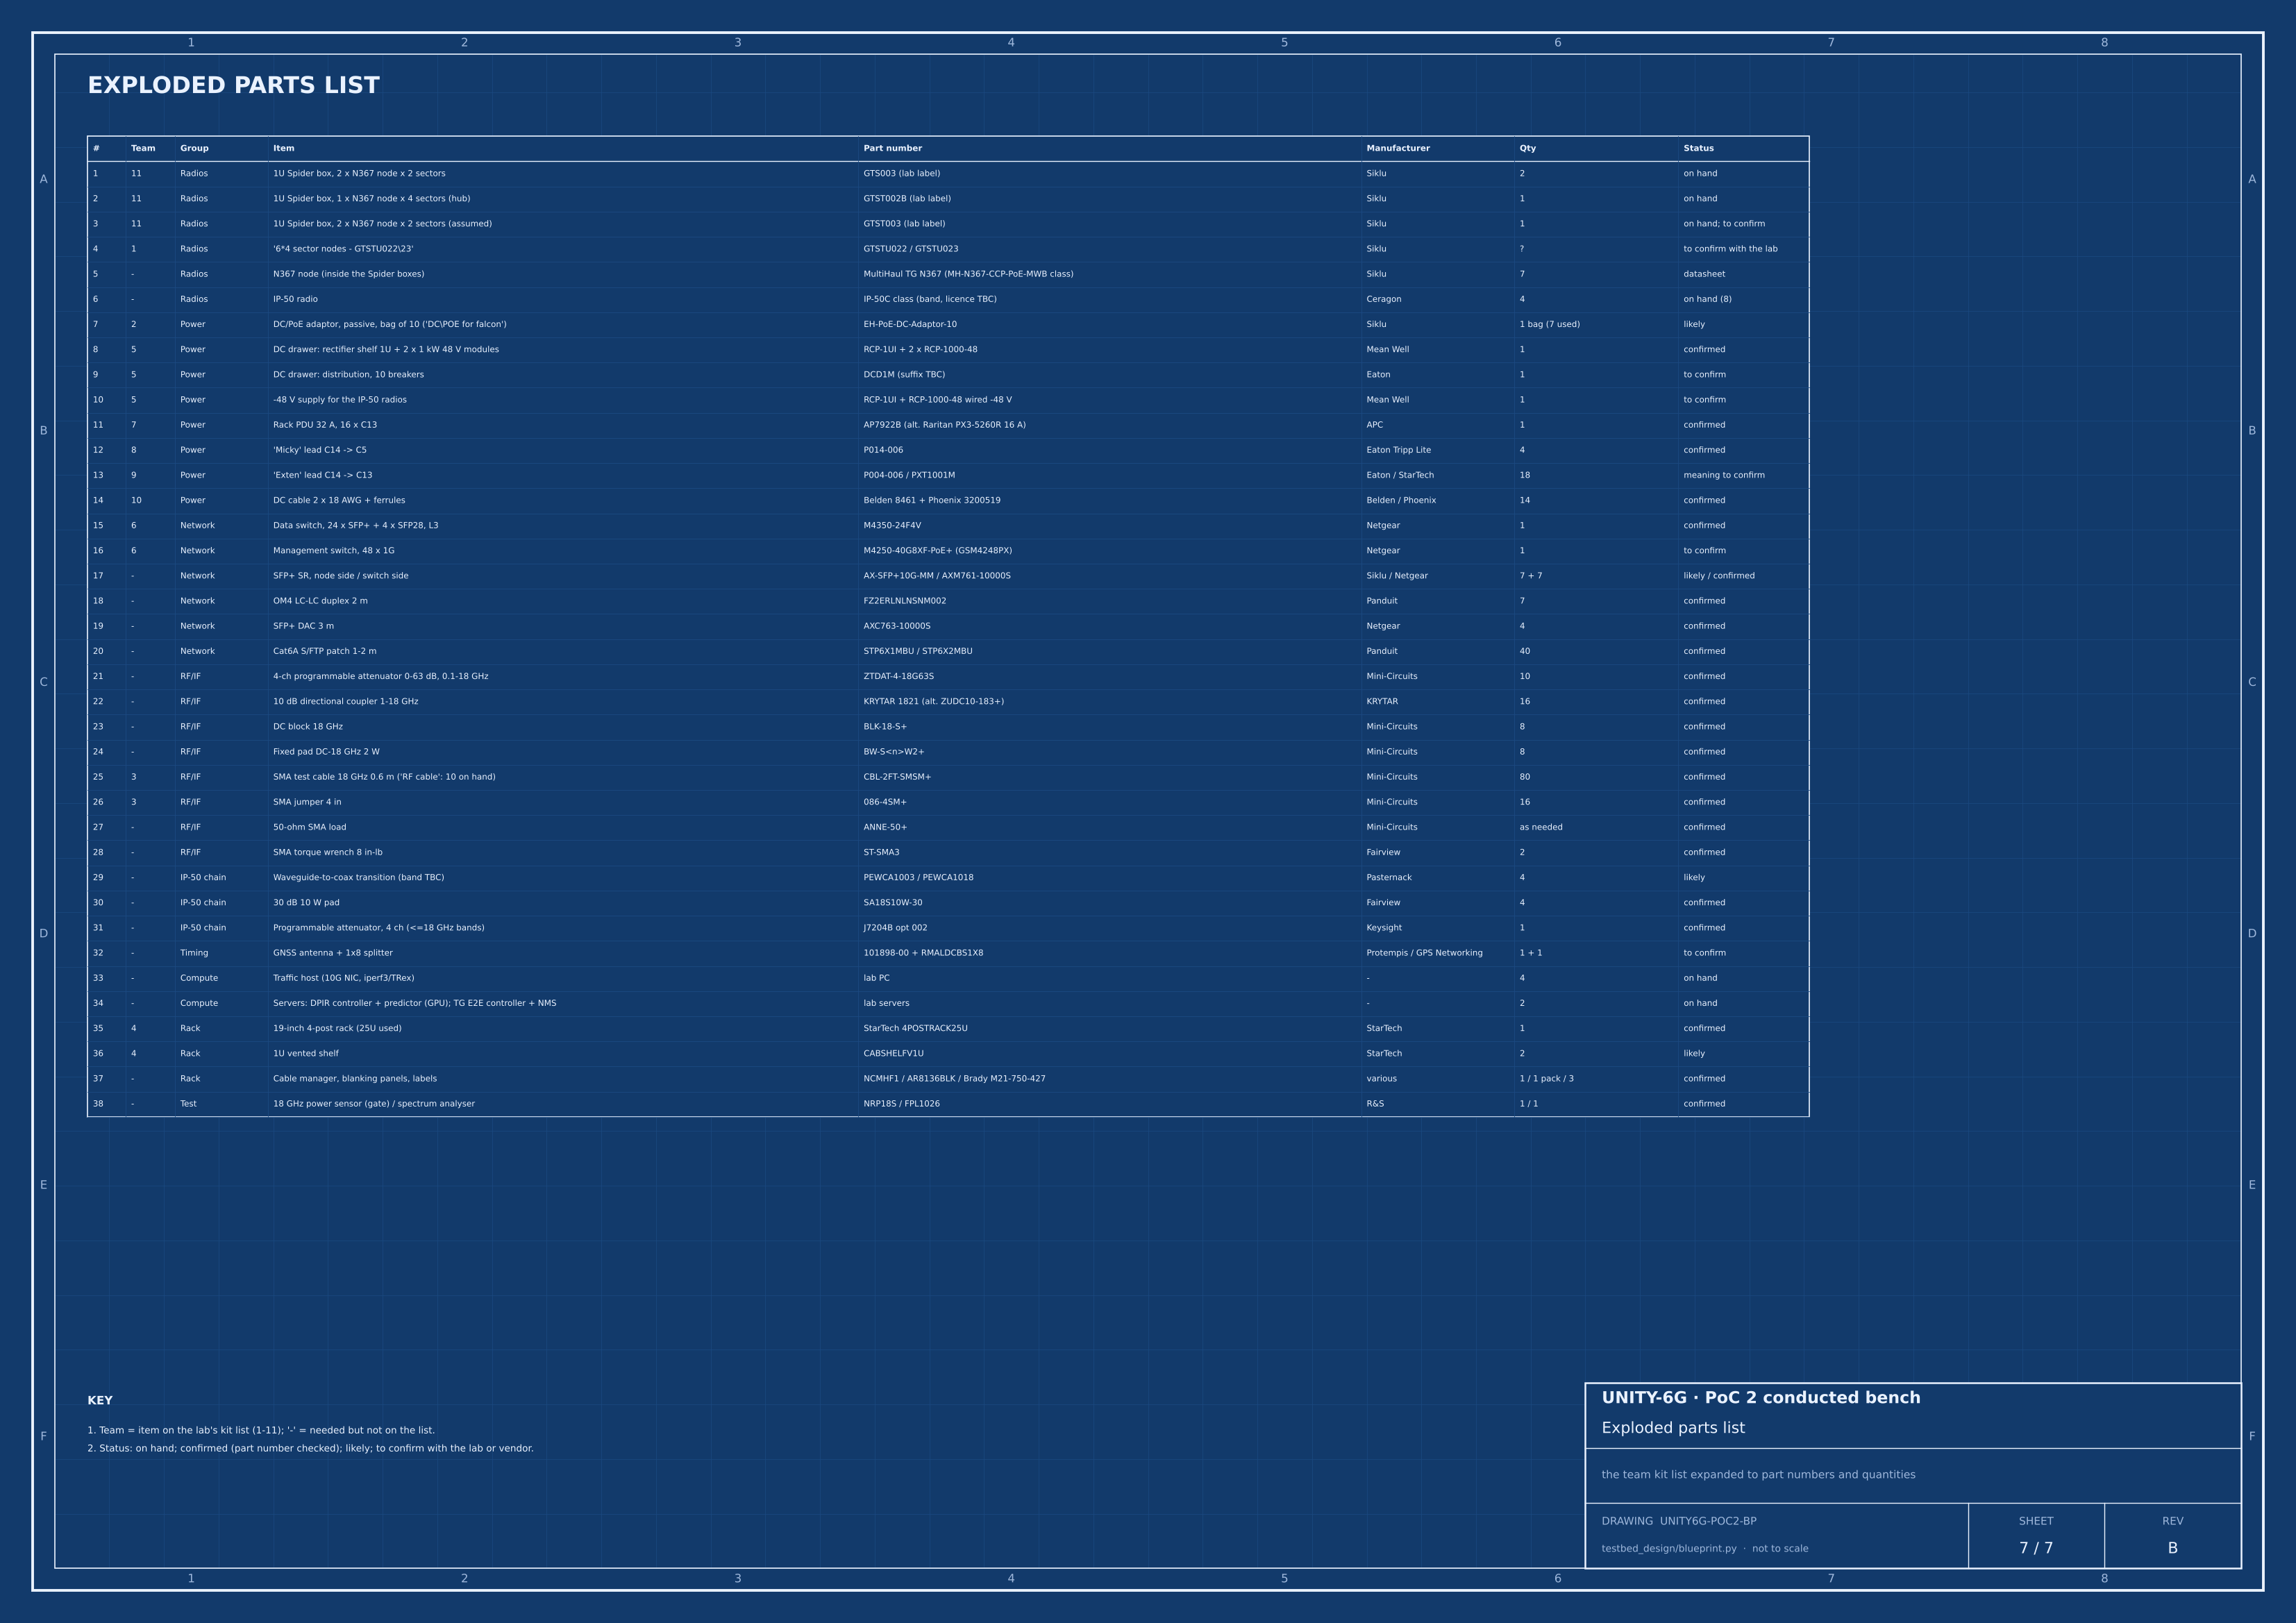 1 2 3 4 5 6 7 8
EXPLODED PARTS LIST
# Team Group Item Part number Manufacturer Qty Status
1 11 Radios 1U Spider box, 2 x N367 node x 2 sectors GTS003 (lab label) Siklu 2 on hand
A A
2 11 Radios 1U Spider box, 1 x N367 node x 4 sectors (hub) GTST002B (lab label) Siklu 1 on hand
3 11 Radios 1U Spider box, 2 x N367 node x 2 sectors (assumed) GTST003 (lab label) Siklu 1 on hand; to confirm
4 1 Radios '6*4 sector nodes - GTSTU022\23' GTSTU022 / GTSTU023 Siklu ? to confirm with the lab
5 - Radios N367 node (inside the Spider boxes) MultiHaul TG N367 (MH-N367-CCP-PoE-MWB class) Siklu 7 datasheet
6 - Radios IP-50 radio IP-50C class (band, licence TBC) Ceragon 4 on hand (8)
7 2 Power DC/PoE adaptor, passive, bag of 10 ('DC\POE for falcon') EH-PoE-DC-Adaptor-10 Siklu 1 bag (7 used) likely
8 5 Power DC drawer: rectifier shelf 1U + 2 x 1 kW 48 V modules RCP-1UI + 2 x RCP-1000-48 Mean Well 1 confirmed
9 5 Power DC drawer: distribution, 10 breakers DCD1M (suffix TBC) Eaton 1 to confirm
10 5 Power -48 V supply for the IP-50 radios RCP-1UI + RCP-1000-48 wired -48 V Mean Well 1 to confirm
11 7 Power Rack PDU 32 A, 16 x C13 AP7922B (alt. Raritan PX3-5260R 16 A) APC 1 confirmed
B B
12 8 Power 'Micky' lead C14 -> C5 P014-006 Eaton Tripp Lite 4 confirmed
13 9 Power 'Exten' lead C14 -> C13 P004-006 / PXT1001M Eaton / StarTech 18 meaning to confirm
14 10 Power DC cable 2 x 18 AWG + ferrules Belden 8461 + Phoenix 3200519 Belden / Phoenix 14 confirmed
15 6 Network Data switch, 24 x SFP+ + 4 x SFP28, L3 M4350-24F4V Netgear 1 confirmed
16 6 Network Management switch, 48 x 1G M4250-40G8XF-PoE+ (GSM4248PX) Netgear 1 to confirm
17 - Network SFP+ SR, node side / switch side AX-SFP+10G-MM / AXM761-10000S Siklu / Netgear 7 + 7 likely / confirmed
18 - Network OM4 LC-LC duplex 2 m FZ2ERLNLNSNM002 Panduit 7 confirmed
19 - Network SFP+ DAC 3 m AXC763-10000S Netgear 4 confirmed
20 - Network Cat6A S/FTP patch 1-2 m STP6X1MBU / STP6X2MBU Panduit 40 confirmed
21 - RF/IF 4-ch programmable attenuator 0-63 dB, 0.1-18 GHz ZTDAT-4-18G63S Mini-Circuits 10 confirmed
C C
22 - RF/IF 10 dB directional coupler 1-18 GHz KRYTAR 1821 (alt. ZUDC10-183+) KRYTAR 16 confirmed
23 - RF/IF DC block 18 GHz BLK-18-S+ Mini-Circuits 8 confirmed
24 - RF/IF Fixed pad DC-18 GHz 2 W BW-S<n>W2+ Mini-Circuits 8 confirmed
25 3 RF/IF SMA test cable 18 GHz 0.6 m ('RF cable': 10 on hand) CBL-2FT-SMSM+ Mini-Circuits 80 confirmed
26 3 RF/IF SMA jumper 4 in 086-4SM+ Mini-Circuits 16 confirmed
27 - RF/IF 50-ohm SMA load ANNE-50+ Mini-Circuits as needed confirmed
28 - RF/IF SMA torque wrench 8 in-lb ST-SMA3 Fairview 2 confirmed
29 - IP-50 chain Waveguide-to-coax transition (band TBC) PEWCA1003 / PEWCA1018 Pasternack 4 likely
30 - IP-50 chain 30 dB 10 W pad SA18S10W-30 Fairview 4 confirmed
31 - IP-50 chain Programmable attenuator, 4 ch (<=18 GHz bands) J7204B opt 002 Keysight 1 confirmed
D D
32 - Timing GNSS antenna + 1x8 splitter 101898-00 + RMALDCBS1X8 Protempis / GPS Networking 1 + 1 to confirm
33 - Compute Traffic host (10G NIC, iperf3/TRex) lab PC - 4 on hand
34 - Compute Servers: DPIR controller + predictor (GPU); TG E2E controller + NMS lab servers - 2 on hand
35 4 Rack 19-inch 4-post rack (25U used) StarTech 4POSTRACK25U StarTech 1 confirmed
36 4 Rack 1U vented shelf CABSHELFV1U StarTech 2 likely
37 - Rack Cable manager, blanking panels, labels NCMHF1 / AR8136BLK / Brady M21-750-427 various 1 / 1 pack / 3 confirmed
38 - Test 18 GHz power sensor (gate) / spectrum analyser NRP18S / FPL1026 R&S 1 / 1 confirmed
E E
KEY
1. Team = item on the lab's kit list (1-11); '-' = needed but not on the list.
2. Status: on hand; confirmed (part number checked); likely; to confirm with the lab or vendor.
F F
UNITY-6G · PoC 2 conducted bench
Exploded parts list
the team kit list expanded to part numbers and quantities
DRAWING UNITY6G-POC2-BP SHEET REV
testbed_design/blueprint.py · not to scale 7 / 7 B
1 2 3 4 5 6 7 8